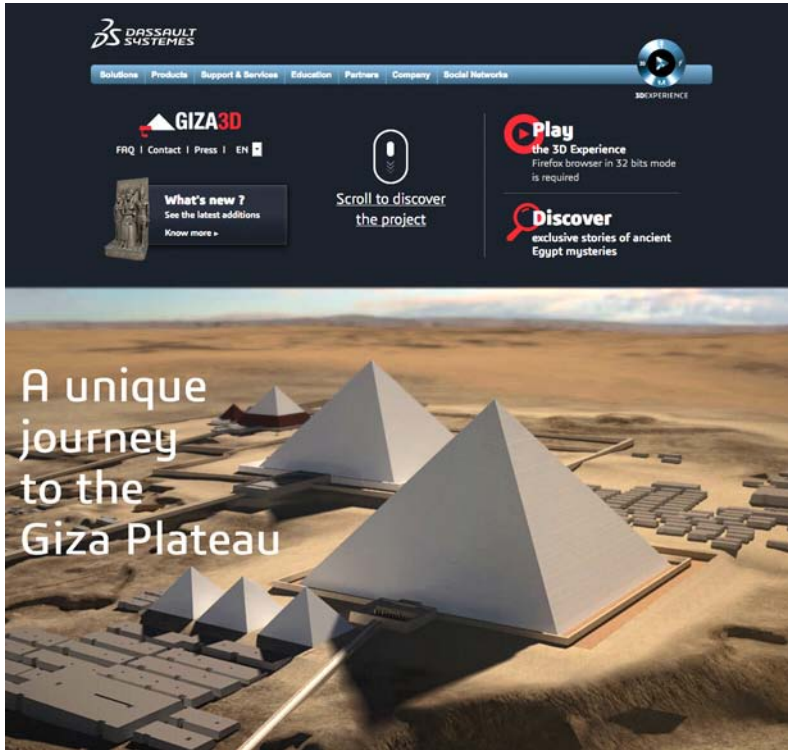 DASSAULT
SYSTEMES
Solutions Products Support & Services Education Partners Company Social Networks
3DEXPERIENCE
GIZA3D
FAQ | Contact | Press | EN
What's new ?
See the latest additions
Know more ▸
Scroll to discover
the project
Play
the 3D Experience
Firefox browser in 32 bits mode
is required
Discover
exclusive stories of ancient
Egypt mysteries
A unique
journey
to the
Giza Plateau